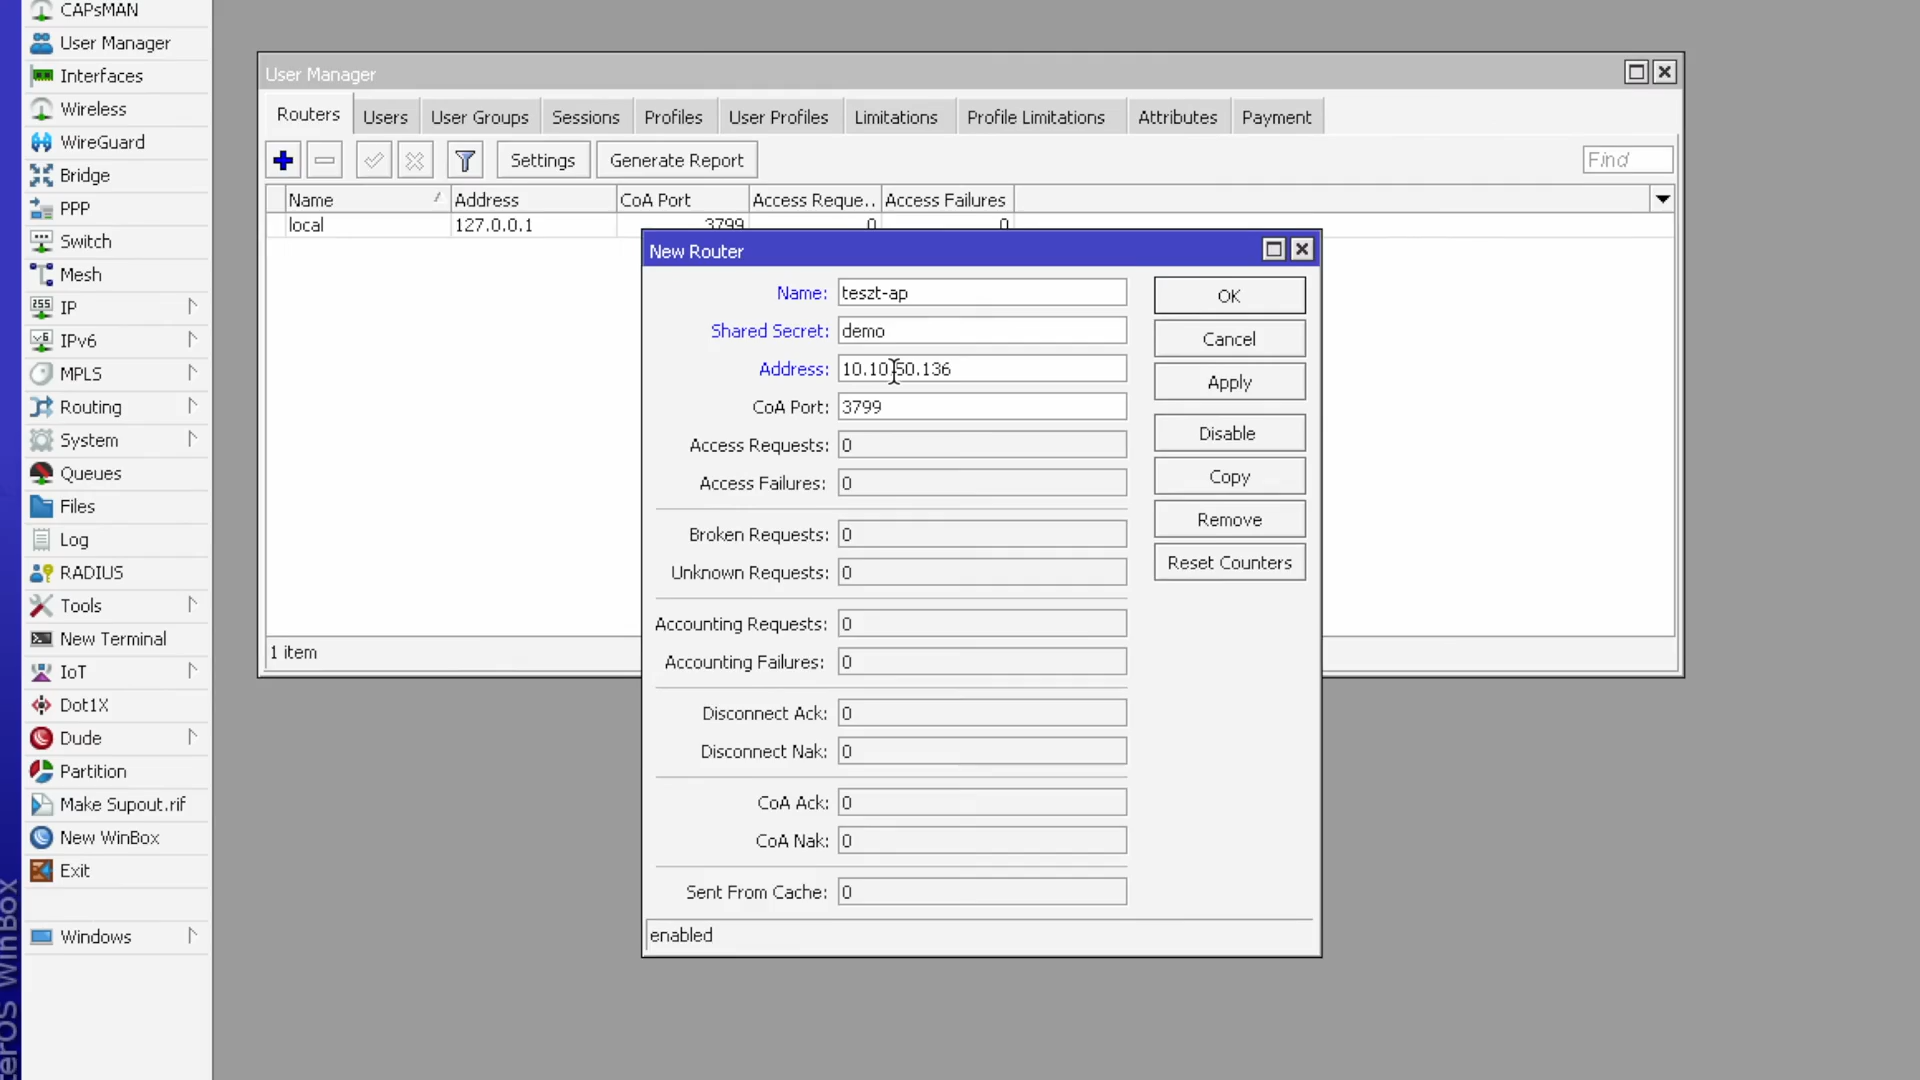 CAPsMAN
User Manager
Interfaces
Wireless
WireGuard
Bridge
PPP
Switch
Mesh
255 IP
v6 IPv6
MPLS
Routing
System
Queues
Files
Log
RADIUS
Tools
New Terminal
IoT
Dot1X
Dude
Partition
Make Supout.rif
New WinBox
Exit
Windows
WinBox
User Manager
Routers Users User Groups Sessions Profiles User Profiles Limitations Profile Limitations Attributes Payment
Settings Generate Report Find
Name Address CoA Port Access Reque.. Access Failures
local 127.0.0.1 3799 0 0
1 item
New Router
Name: teszt-ap
Shared Secret: demo
Address: 10.10.50.136
CoA Port: 3799
Access Requests: 0
Access Failures: 0
Broken Requests: 0
Unknown Requests: 0
Accounting Requests: 0
Accounting Failures: 0
Disconnect Ack: 0
Disconnect Nak: 0
CoA Ack: 0
CoA Nak: 0
Sent From Cache: 0
enabled
OK
Cancel
Apply
Disable
Copy
Remove
Reset Counters